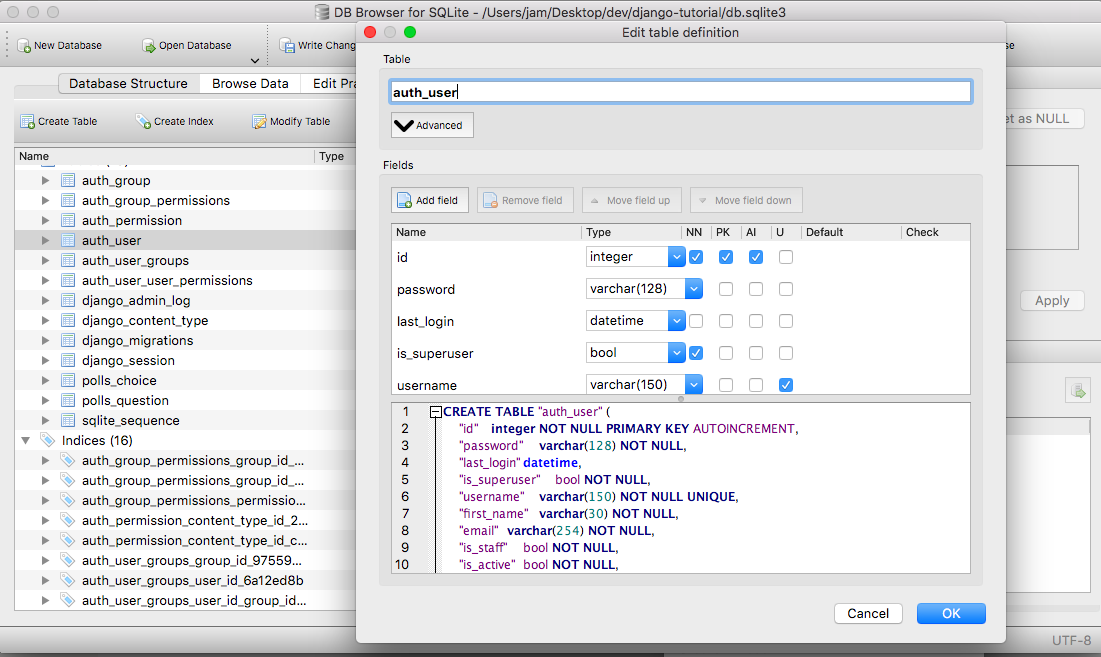 DB Browser for SQLite - /Users/jam/Desktop/dev/django-tutorial/db.sqlite3
New Database
Open Database
Write Chang
Database Structure
Browse Data
Edit Pra
Create Table
Create Index
Modify Table
Name Type
auth_group
auth_group_permissions
auth_permission
auth_user
auth_user_groups
auth_user_user_permissions
django_admin_log
django_content_type
django_migrations
django_session
polls_choice
polls_question
sqlite_sequence
Indices (16)
auth_group_permissions_group_id_...
auth_group_permissions_group_id_...
auth_group_permissions_permissio...
auth_permission_content_type_id_2...
auth_permission_content_type_id_c...
auth_user_groups_group_id_97559...
auth_user_groups_user_id_6a12ed8b
auth_user_groups_user_id_group_id...
Edit table definition
Table
auth_user
Advanced
Fields
Add field
Remove field
Move field up
Move field down
Name Type NN PK AI U Default Check
id integer
password varchar(128)
last_login datetime
is_superuser bool
username varchar(150)
1 CREATE TABLE "auth_user" (
2 "id" integer NOT NULL PRIMARY KEY AUTOINCREMENT,
3 "password" varchar(128) NOT NULL,
4 "last_login" datetime,
5 "is_superuser" bool NOT NULL,
6 "username" varchar(150) NOT NULL UNIQUE,
7 "first_name" varchar(30) NOT NULL,
8 "email" varchar(254) NOT NULL,
9 "is_staff" bool NOT NULL,
10 "is_active" bool NOT NULL,
Cancel
OK
et as NULL
Apply
UTF-8